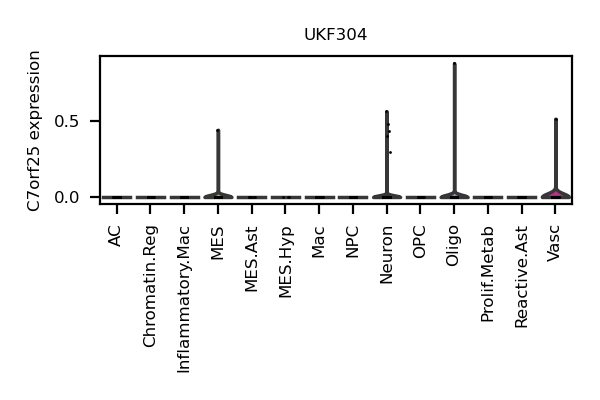 UKF304
C7orf25 expression
0.5
0.0
AC
Chromatin.Reg
Inflammatory.Mac
MES
MES.Ast
MES.Hyp
Mac
NPC
Neuron
OPC
Oligo
Prolif.Metab
Reactive.Ast
Vasc